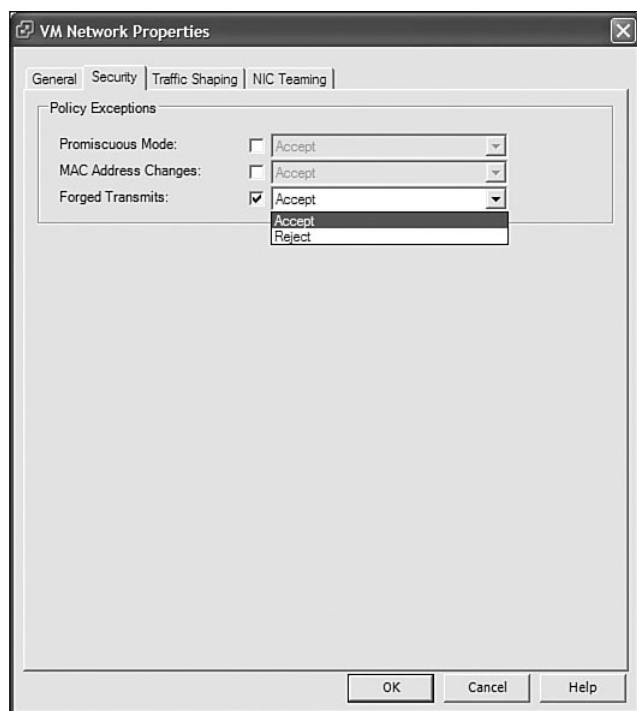 VM Network Properties
General Security Traffic Shaping NIC Teaming
Policy Exceptions
Promiscuous Mode: Accept
MAC Address Changes: Accept
Forged Transmits: Accept
Accept
Reject
OK Cancel Help